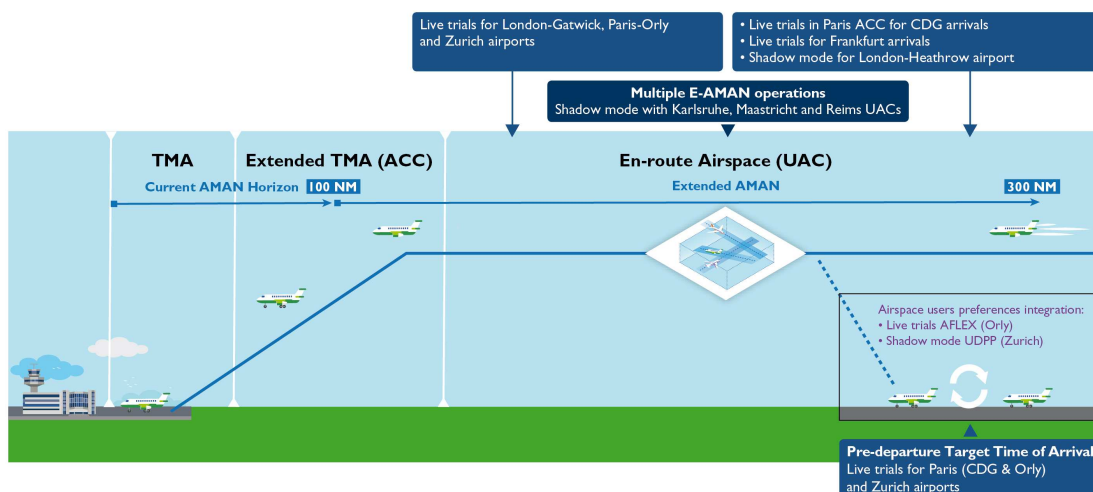 Live trials for London-Gatwick, Paris-Orly
and Zurich airports
• Live trials in Paris ACC for CDG arrivals
• Live trials for Frankfurt arrivals
• Shadow mode for London-Heathrow airport
Multiple E-AMAN operations
Shadow mode with Karlsruhe, Maastricht and Reims UACs
TMA
Extended TMA (ACC)
En-route Airspace (UAC)
Current AMAN Horizon 100 NM
Extended AMAN
300 NM
Airspace users preferences integration:
• Live trials AFLEX (Orly)
• Shadow mode UDPP (Zurich)
Pre-departure Target Time of Arrival
Live trials for Paris (CDG & Orly)
and Zurich airports